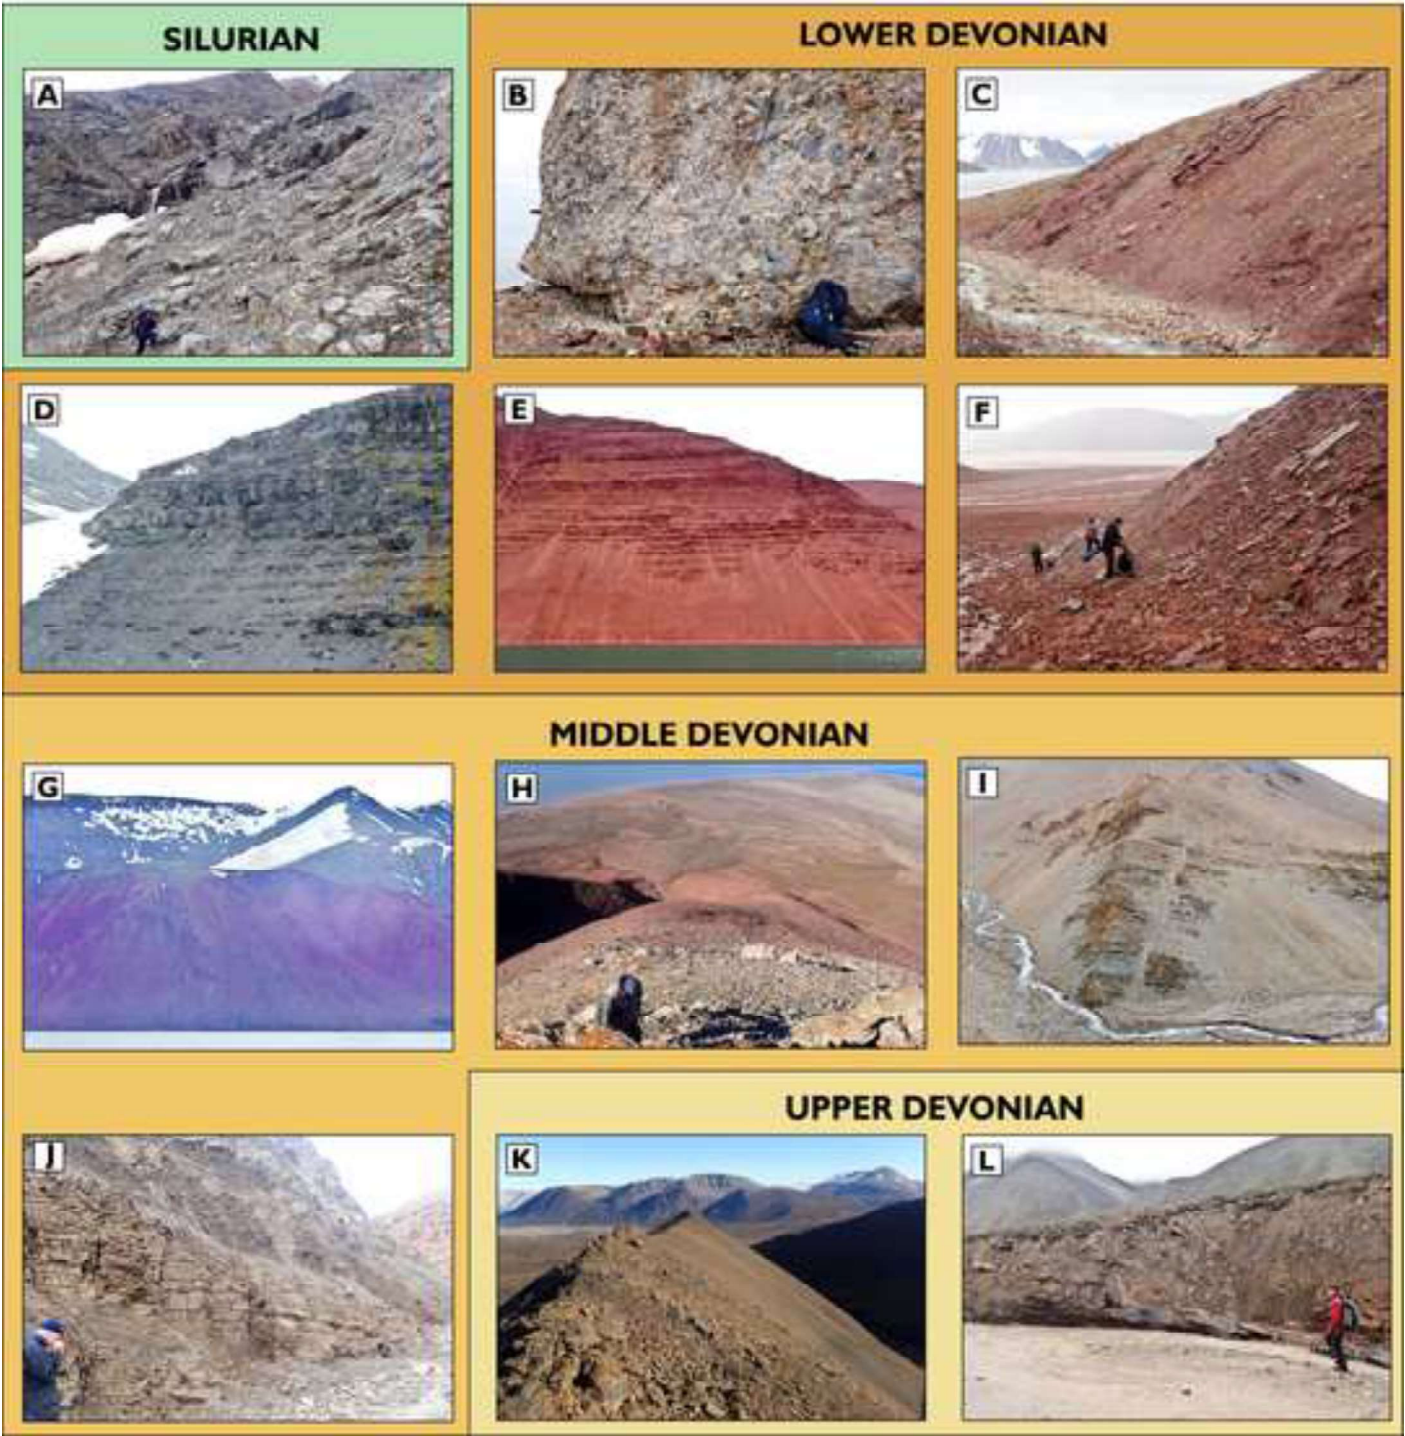 SILURIAN
LOWER DEVONIAN
A
B
C
D
E
F
MIDDLE DEVONIAN
G
H
I
UPPER DEVONIAN
J
K
L